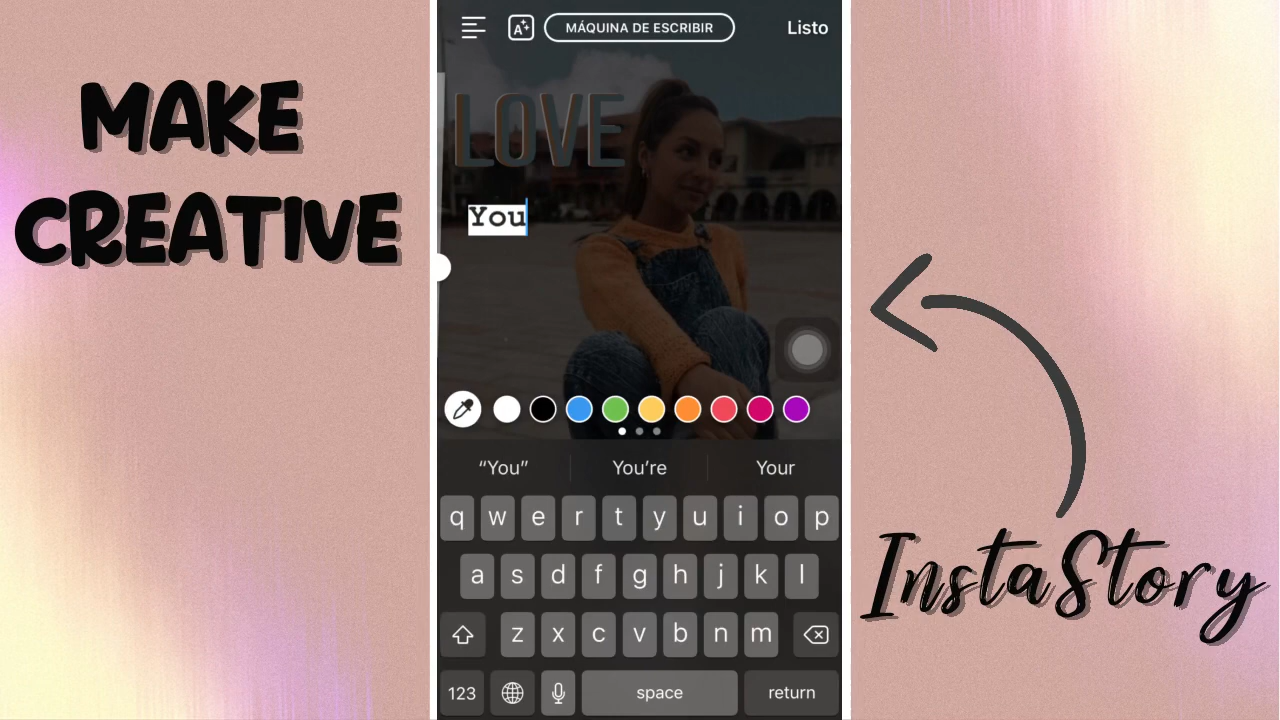 MAKE
CREATIVE
A
MÁQUINA DE ESCRIBIR
Listo
LOVE
You
“You” You’re Your
q w e r t y u i o p
a s d f g h j k l
z x c v b n m
123 space return
InstaStory